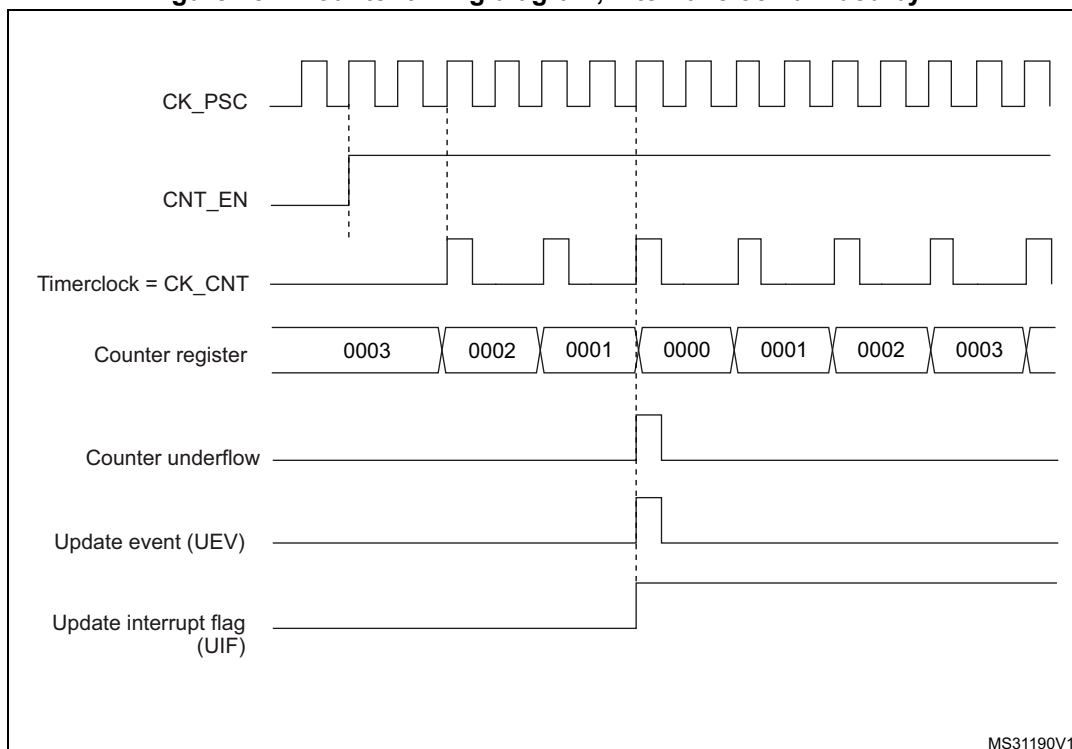 CK_PSC
CNT_EN
Timerclock = CK_CNT
Counter register 0003 0002 0001 0000 0001 0002 0003
Counter underflow
Update event (UEV)
Update interrupt flag
(UIF)
MS31190V1